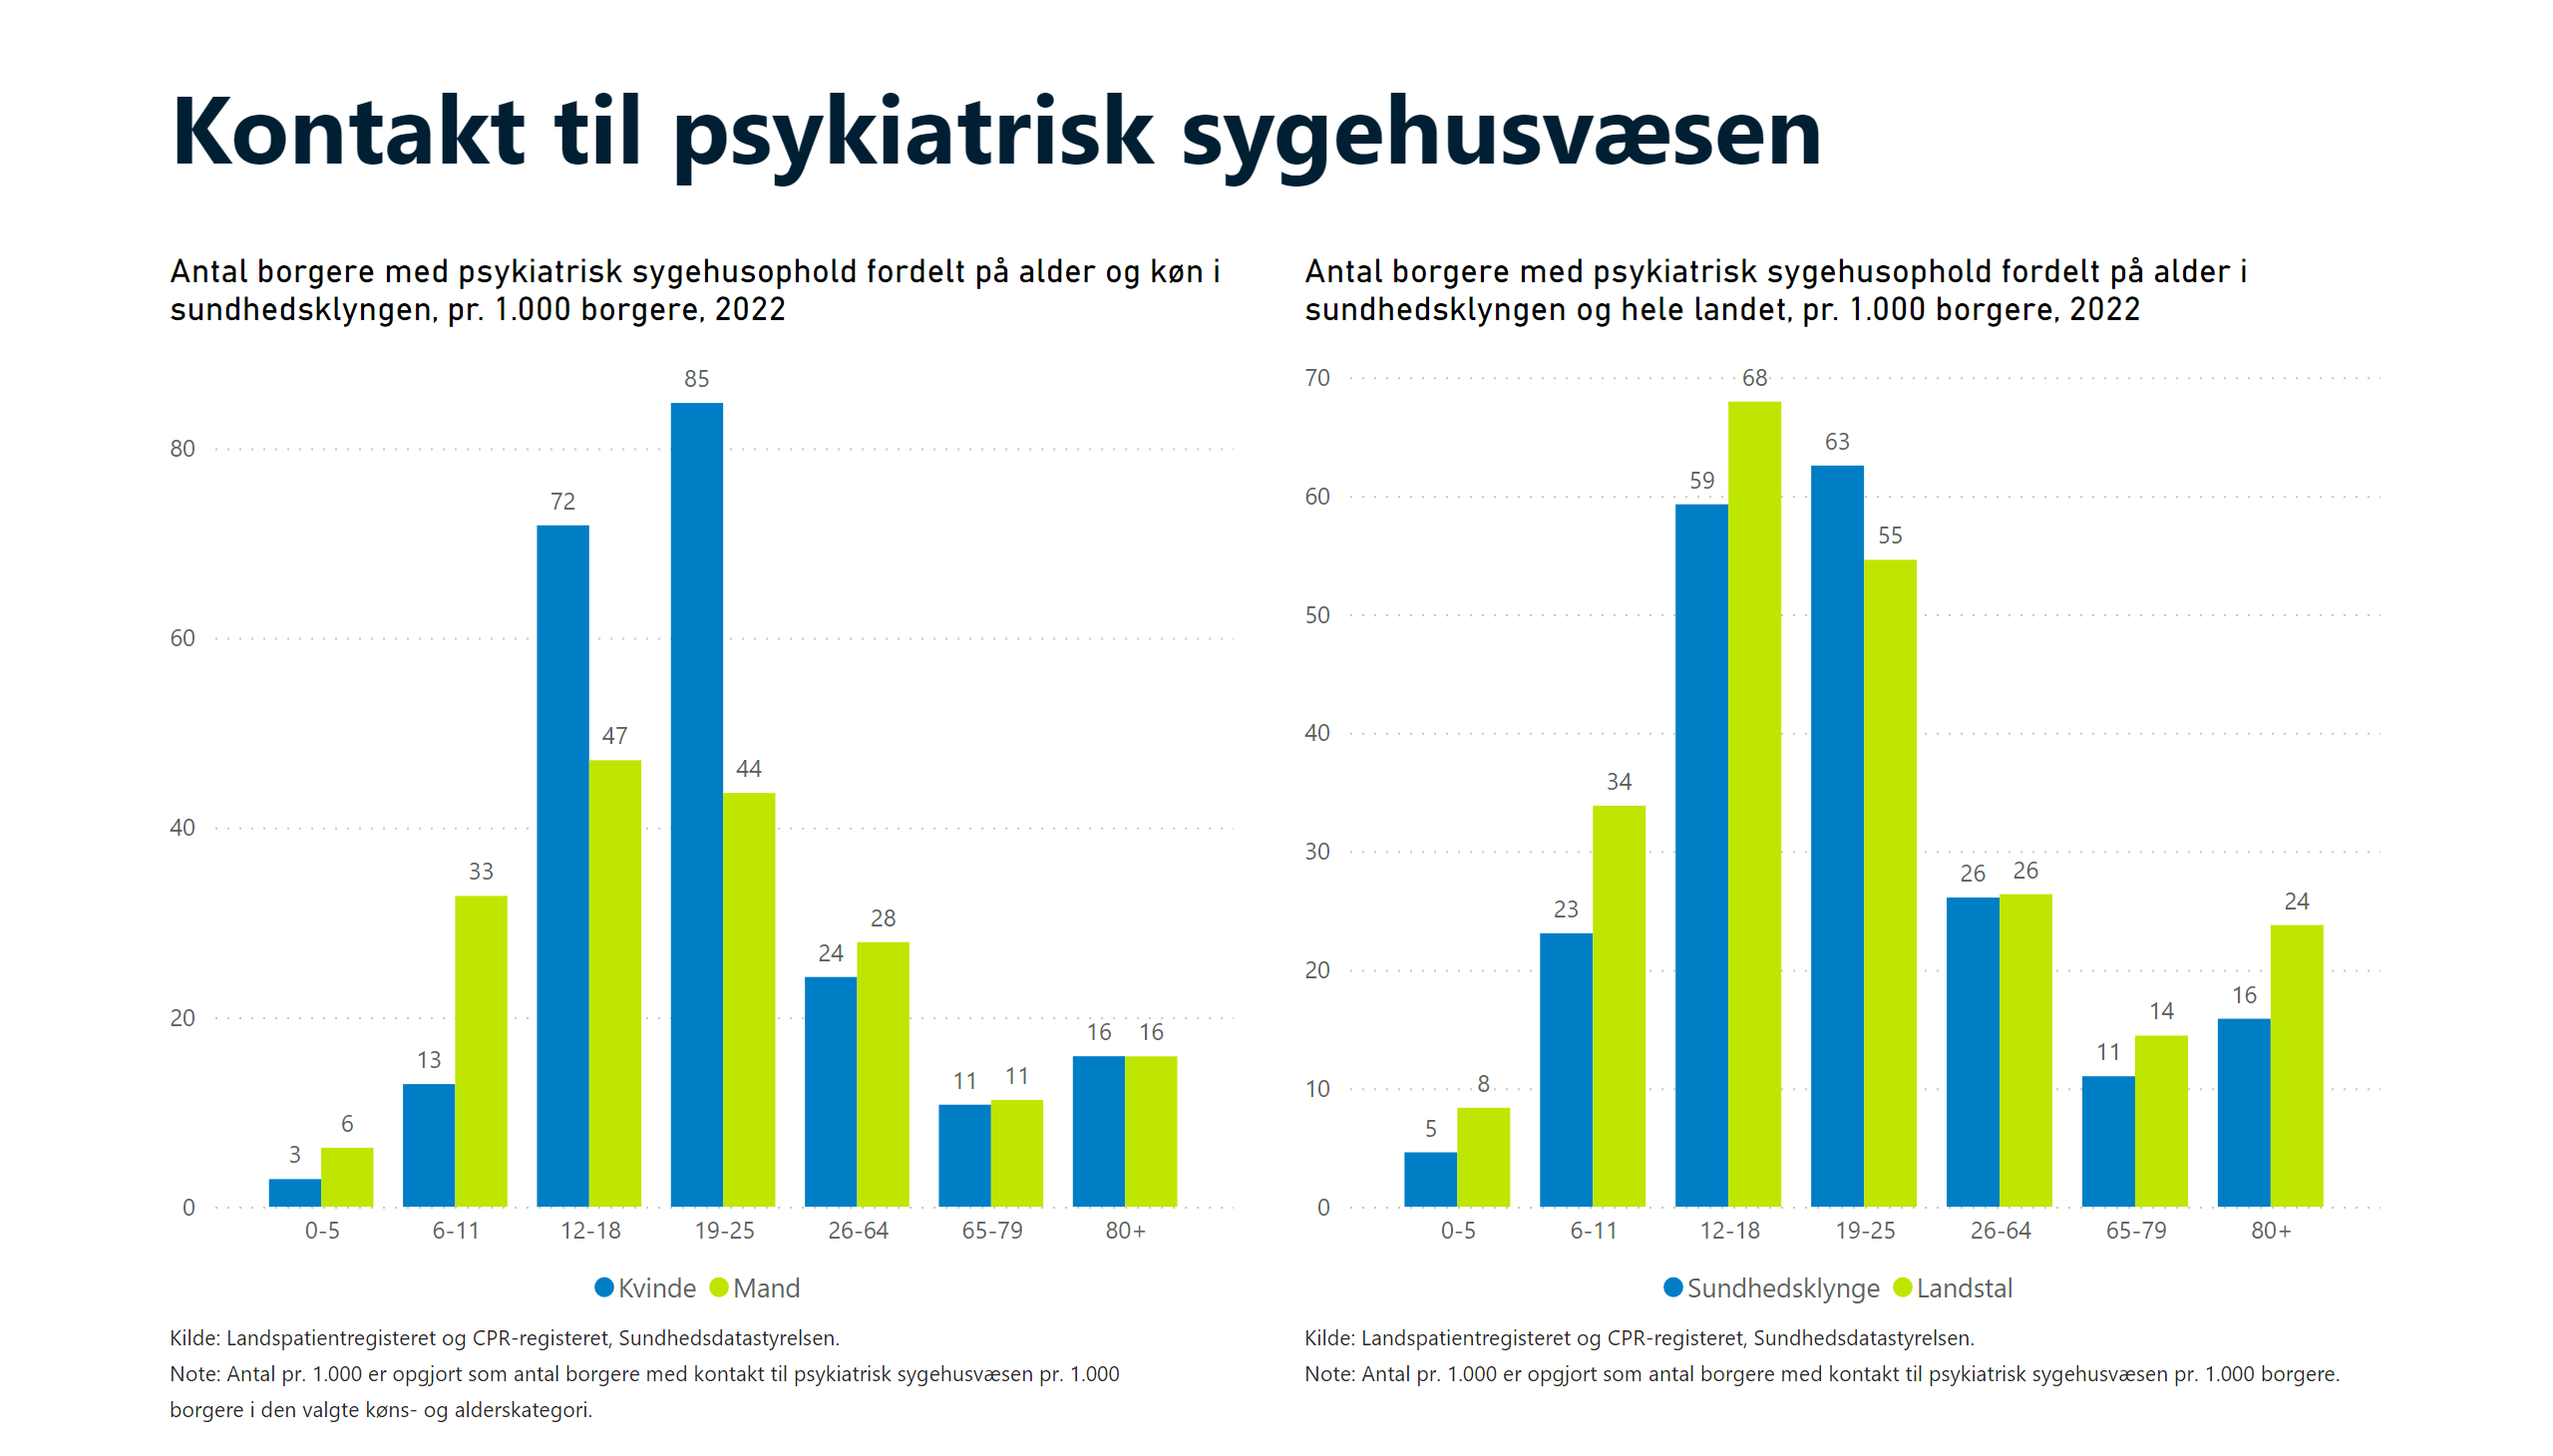 Kontakt til psykiatrisk sygehusvæsen
Antal borgere med psykiatrisk sygehusophold fordelt på alder og køn i
sundhedsklyngen, pr. 1.000 borgere, 2022
85
80
72
60
47
44
40
33
28
24
20
16 16
13
11 11
6
3
0
0-5 6-11 12-18 19-25 26-64 65-79 80+
Kvinde Mand
Kilde: Landspatientregisteret og CPR-registeret, Sundhedsdatastyrelsen.
Note: Antal pr. 1.000 er opgjort som antal borgere med kontakt til psykiatrisk sygehusvæsen pr. 1.000
borgere i den valgte køns- og alderskategori.
Antal borgere med psykiatrisk sygehusophold fordelt på alder i
sundhedsklyngen og hele landet, pr. 1.000 borgere, 2022
70 68
63
59
60
55
50
40
34
30
26 26
24
23
20
16
14
11
10 8
5
0
0-5 6-11 12-18 19-25 26-64 65-79 80+
Sundhedsklynge Landstal
Kilde: Landspatientregisteret og CPR-registeret, Sundhedsdatastyrelsen.
Note: Antal pr. 1.000 er opgjort som antal borgere med kontakt til psykiatrisk sygehusvæsen pr. 1.000 borgere.